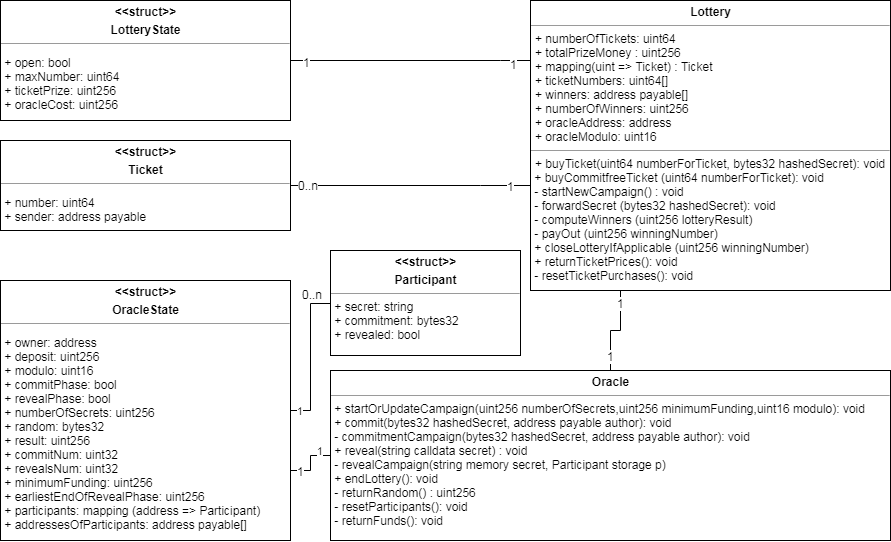 <<struct>>
LotteryState
+ open: bool
+ maxNumber: uint64
+ ticketPrize: uint256
+ oracleCost: uint256
1
1
Lottery
+ numberOfTickets: uint64
+ totalPrizeMoney : uint256
+ mapping(uint => Ticket) : Ticket
+ ticketNumbers: uint64[]
+ winners: address payable[]
+ numberOfWinners: uint256
+ oracleAddress: address
+ oracleModulo: uint16
+ buyTicket(uint64 numberForTicket, bytes32 hashedSecret): void
+ buyCommitfreeTicket (uint64 numberForTicket): void
- startNewCampaign() : void
- forwardSecret (bytes32 hashedSecret): void
- computeWinners (uint256 lotteryResult)
- payOut (uint256 winningNumber)
+ closeLotteryIfApplicable (uint256 winningNumber)
+ returnTicketPrices(): void
- resetTicketPurchases(): void
<<struct>>
Ticket
+ number: uint64
+ sender: address payable
0..n
1
<<struct>>
Participant
+ secret: string
+ commitment: bytes32
+ revealed: bool
0..n
1
1
1
<<struct>>
OracleState
+ owner: address
+ deposit: uint256
+ modulo: uint16
+ commitPhase: bool
+ revealPhase: bool
+ numberOfSecrets: uint256
+ random: bytes32
+ result: uint256
+ commitNum: uint32
+ revealsNum: uint32
+ minimumFunding: uint256
+ earliestEndOfRevealPhase: uint256
+ participants: mapping (address => Participant)
+ addressesOfParticipants: address payable[]
1
1
Oracle
+ startOrUpdateCampaign(uint256 numberOfSecrets,uint256 minimumFunding,uint16 modulo): void
+ commit(bytes32 hashedSecret, address payable author): void
- commitmentCampaign(bytes32 hashedSecret, address payable author): void
+ reveal(string calldata secret) : void
- revealCampaign(string memory secret, Participant storage p)
+ endLottery(): void
- returnRandom() : uint256
- resetParticipants(): void
- returnFunds(): void